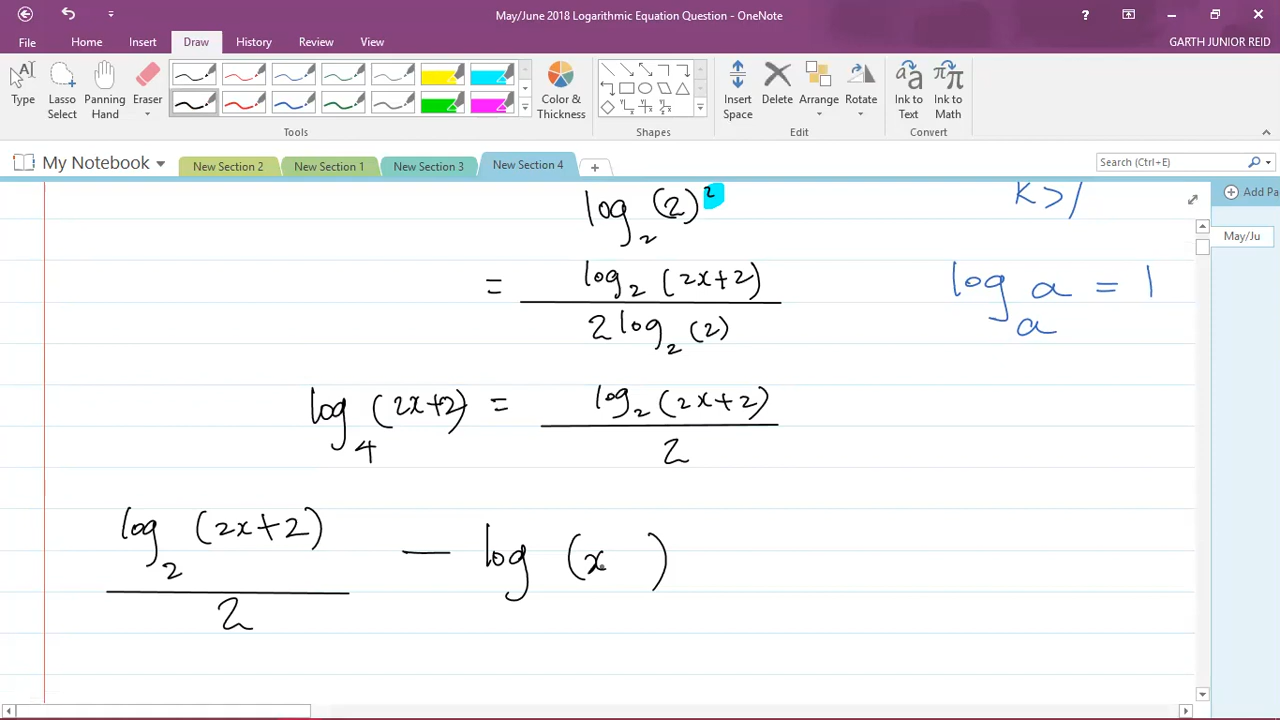 May/June 2018 Logarithmic Equation Question - OneNote
File Home Insert Draw History Review View GARTH JUNIOR REID
Type Lasso Select Panning Hand Eraser Color & Thickness Insert Space Delete Arrange Rotate Ink to Text Ink to Math
Tools Shapes Edit Convert
My Notebook New Section 2 New Section 1 New Section 3 New Section 4 + Search (Ctrl+E)
Add Pa
May/Ju
log₂ (2)² K >
= log₂ (2x+2) / 2 log₂ (2) logₐ a = 1
log₄ (2x+2) = log₂ (2x+2) / 2
log₂ (2x+2) / 2 — log (x )